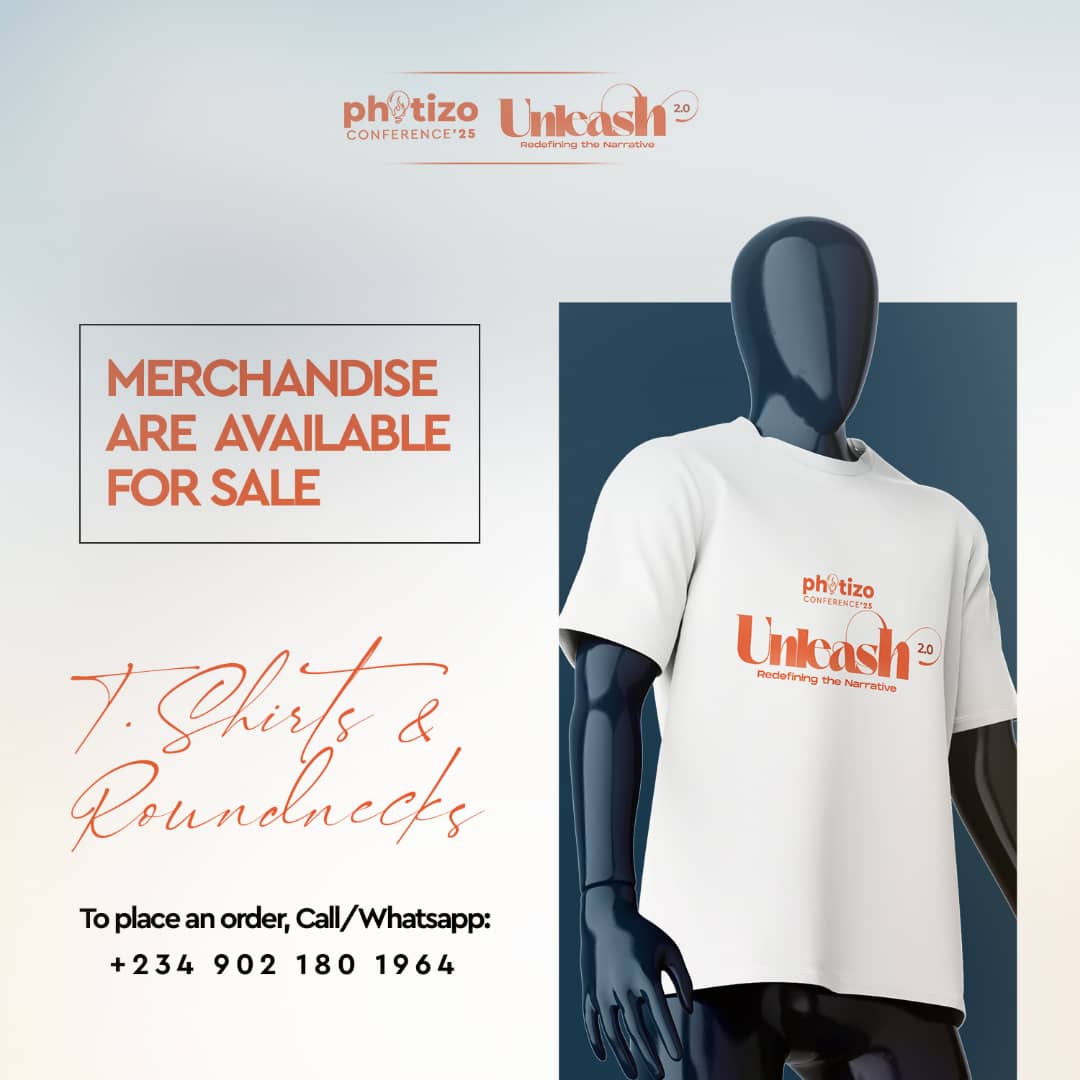 photizo
CONFERENCE'25
Unleash 2.0
Redefining the Narrative
MERCHANDISE
ARE AVAILABLE
FOR SALE
T.Shirts &
Roundnecks
To place an order, Call/Whatsapp:
+234 902 180 1964
photizo
CONFERENCE'25
Unleash 2.0
Redefining the Narrative